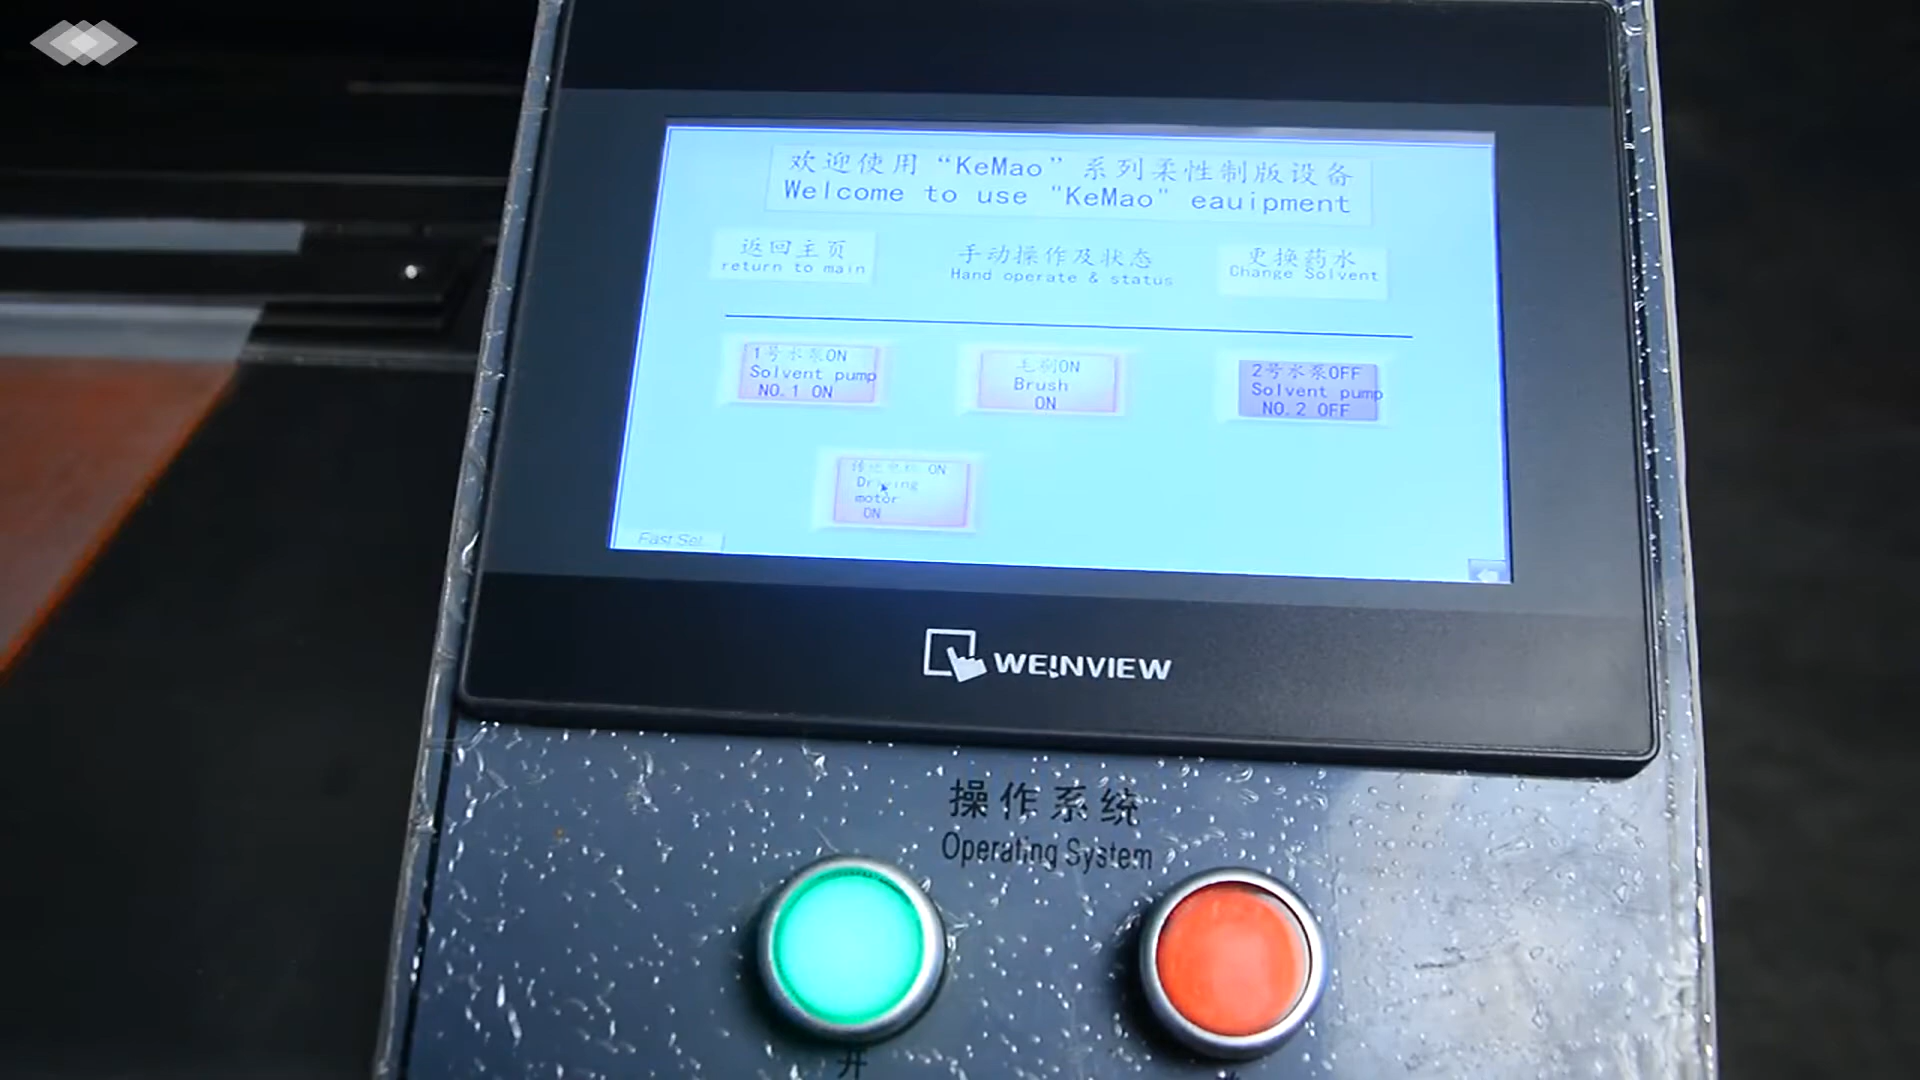 欢迎使用“KeMao”系列柔性制版设备
Welcome to use "KeMao" eauipment
返回主页
return to main
手动操作及状态
Hand operate & status
更换药水
Change Solvent
1号水泵ON
Solvent pump
NO.1 ON
毛刷ON
Brush
ON
2号水泵OFF
Solvent pump
NO.2 OFF
ON
Driving
motor
ON
Fast Sel..
WEINVIEW
操作系统
Operating System
开